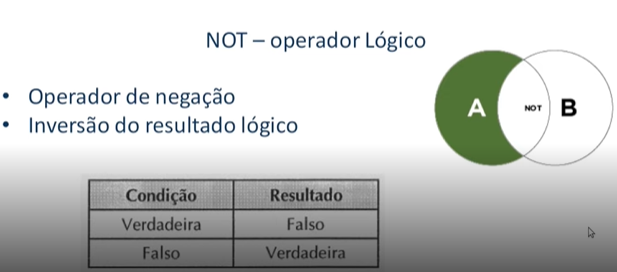 NOT – operador Lógico
• Operador de negação
• Inversão do resultado lógico
A NOT B
Condição Resultado
Verdadeira Falso
Falso Verdadeira